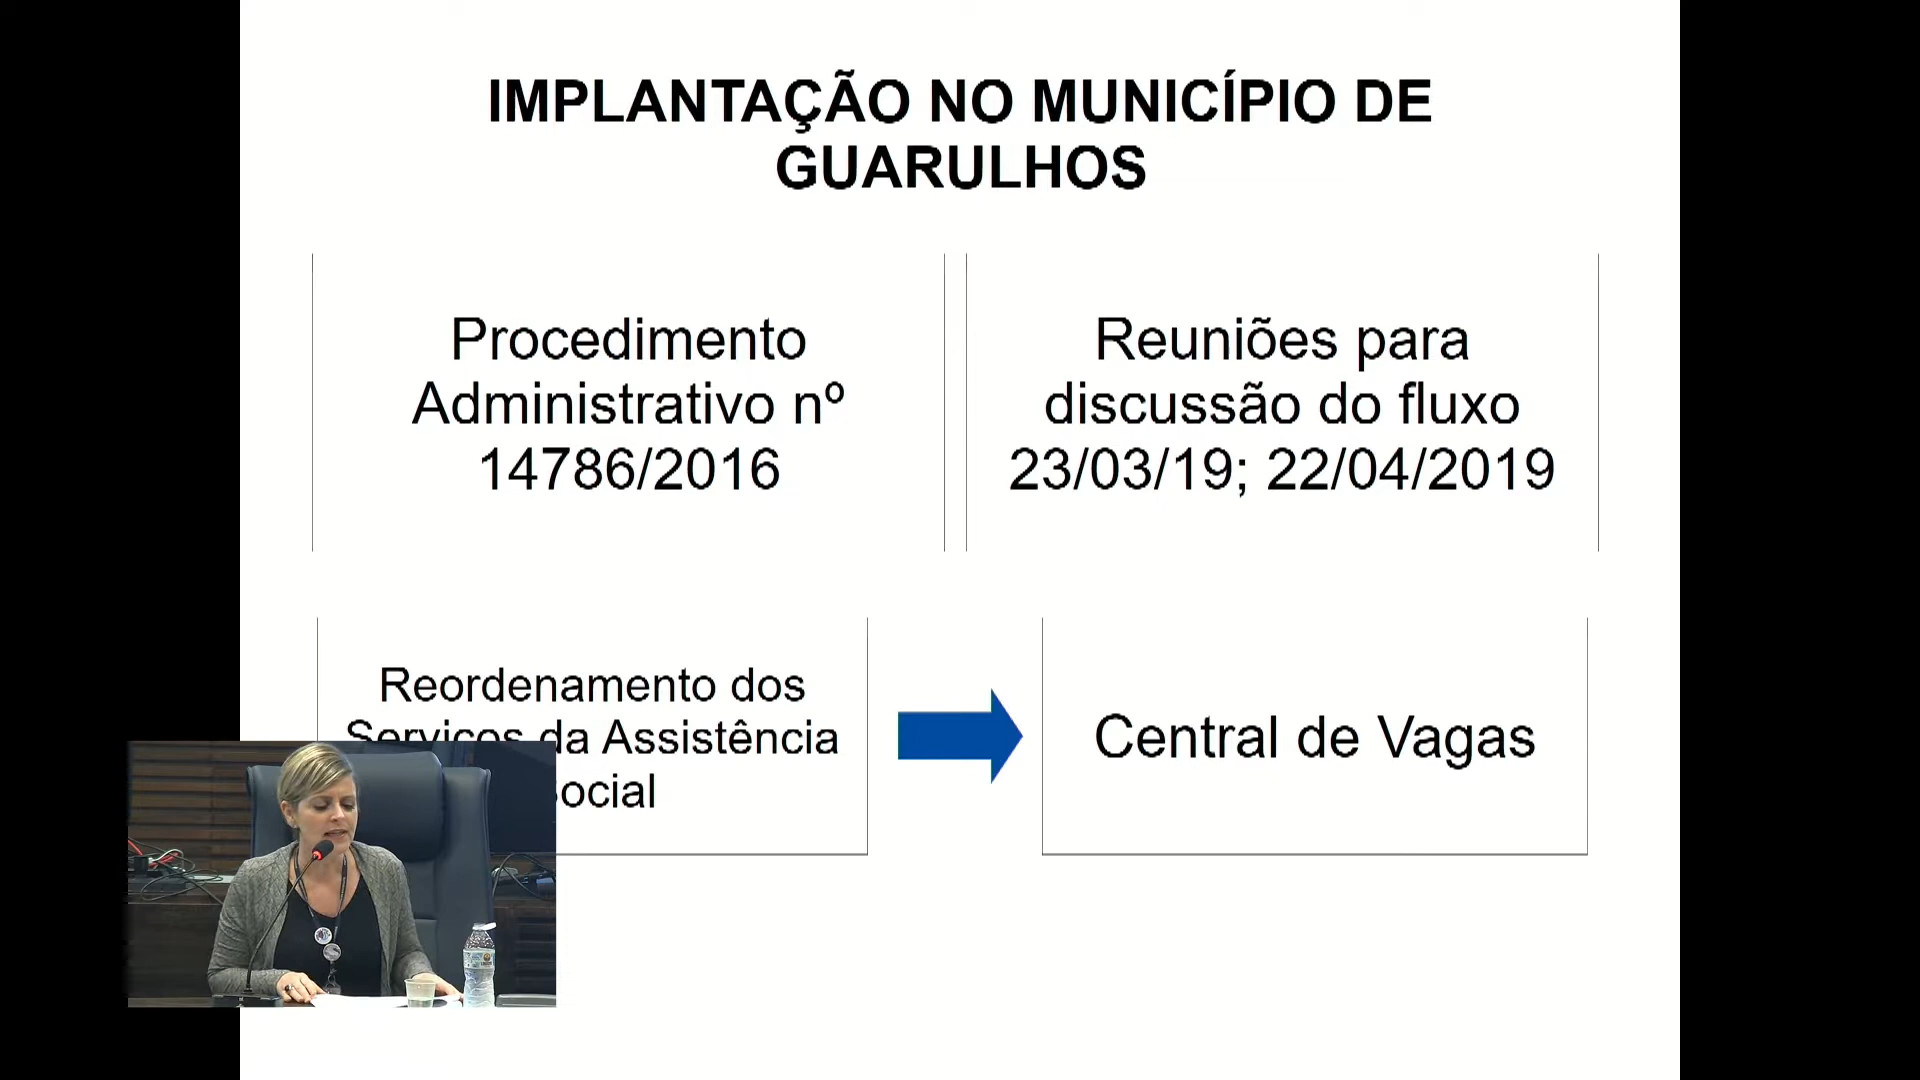 IMPLANTAÇÃO NO MUNICÍPIO DE
GUARULHOS
Procedimento
Administrativo nº
14786/2016
Reuniões para
discussão do fluxo
23/03/19; 22/04/2019
Reordenamento dos
Serviços da Assistência
ocial
Central de Vagas